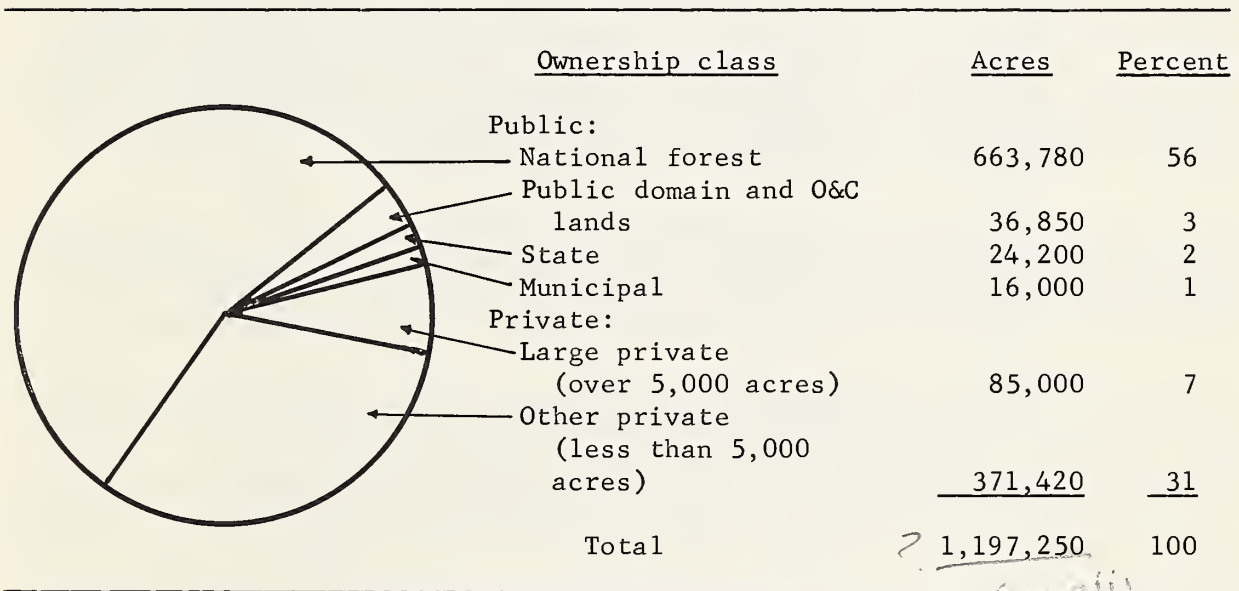 Ownership class Acres Percent
Public:
National forest 663,780 56
Public domain and O&C
lands 36,850 3
State 24,200 2
Municipal 16,000 1
Private:
Large private
(over 5,000 acres) 85,000 7
Other private
(less than 5,000
acres) 371,420 31
Total ? 1,197,250 100